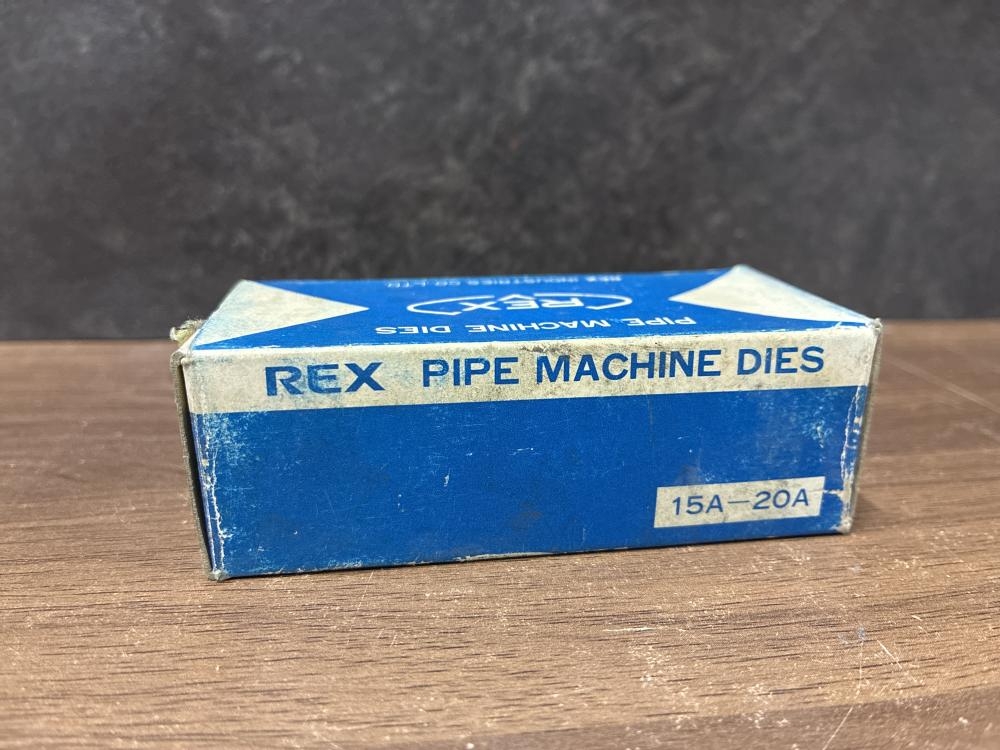 REX INDUSTRIES CO.,LTD.
REX
PIPE MACHINE DIES
REX PIPE MACHINE DIES
15A—20A